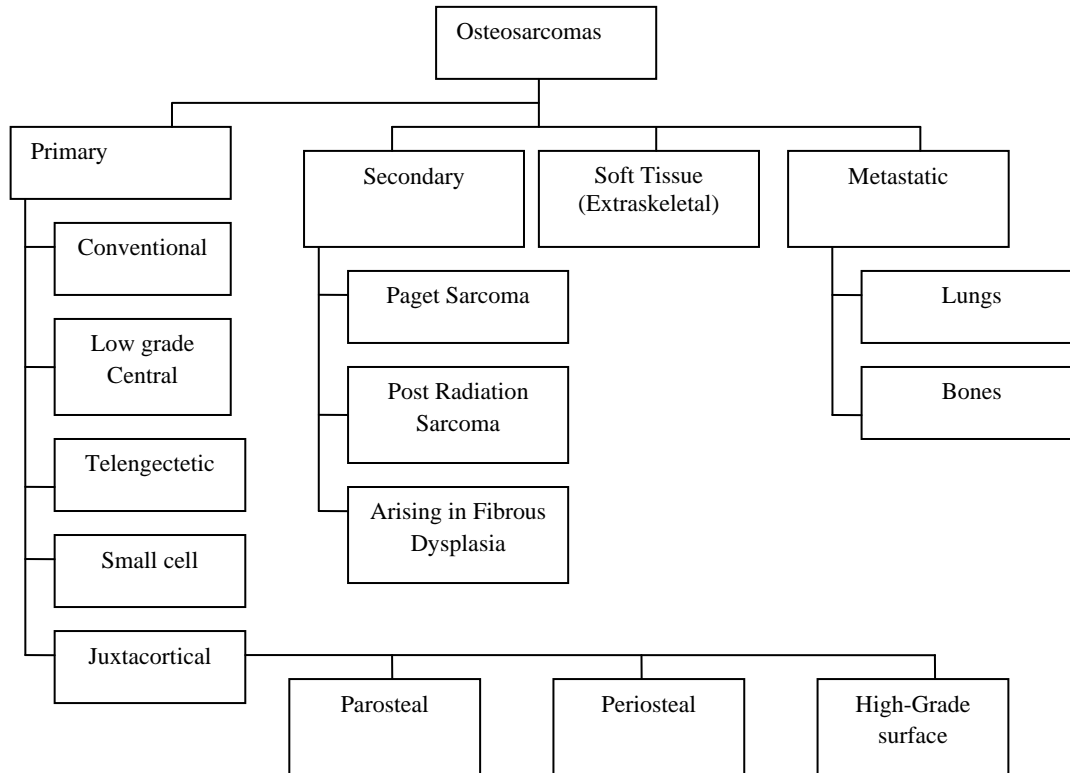 Osteosarcomas
Primary
Secondary
Soft Tissue
(Extraskeletal)
Metastatic
Conventional
Low grade
Central
Telengectetic
Small cell
Juxtacortical
Paget Sarcoma
Post Radiation
Sarcoma
Arising in Fibrous
Dysplasia
Lungs
Bones
Parosteal
Periosteal
High-Grade
surface